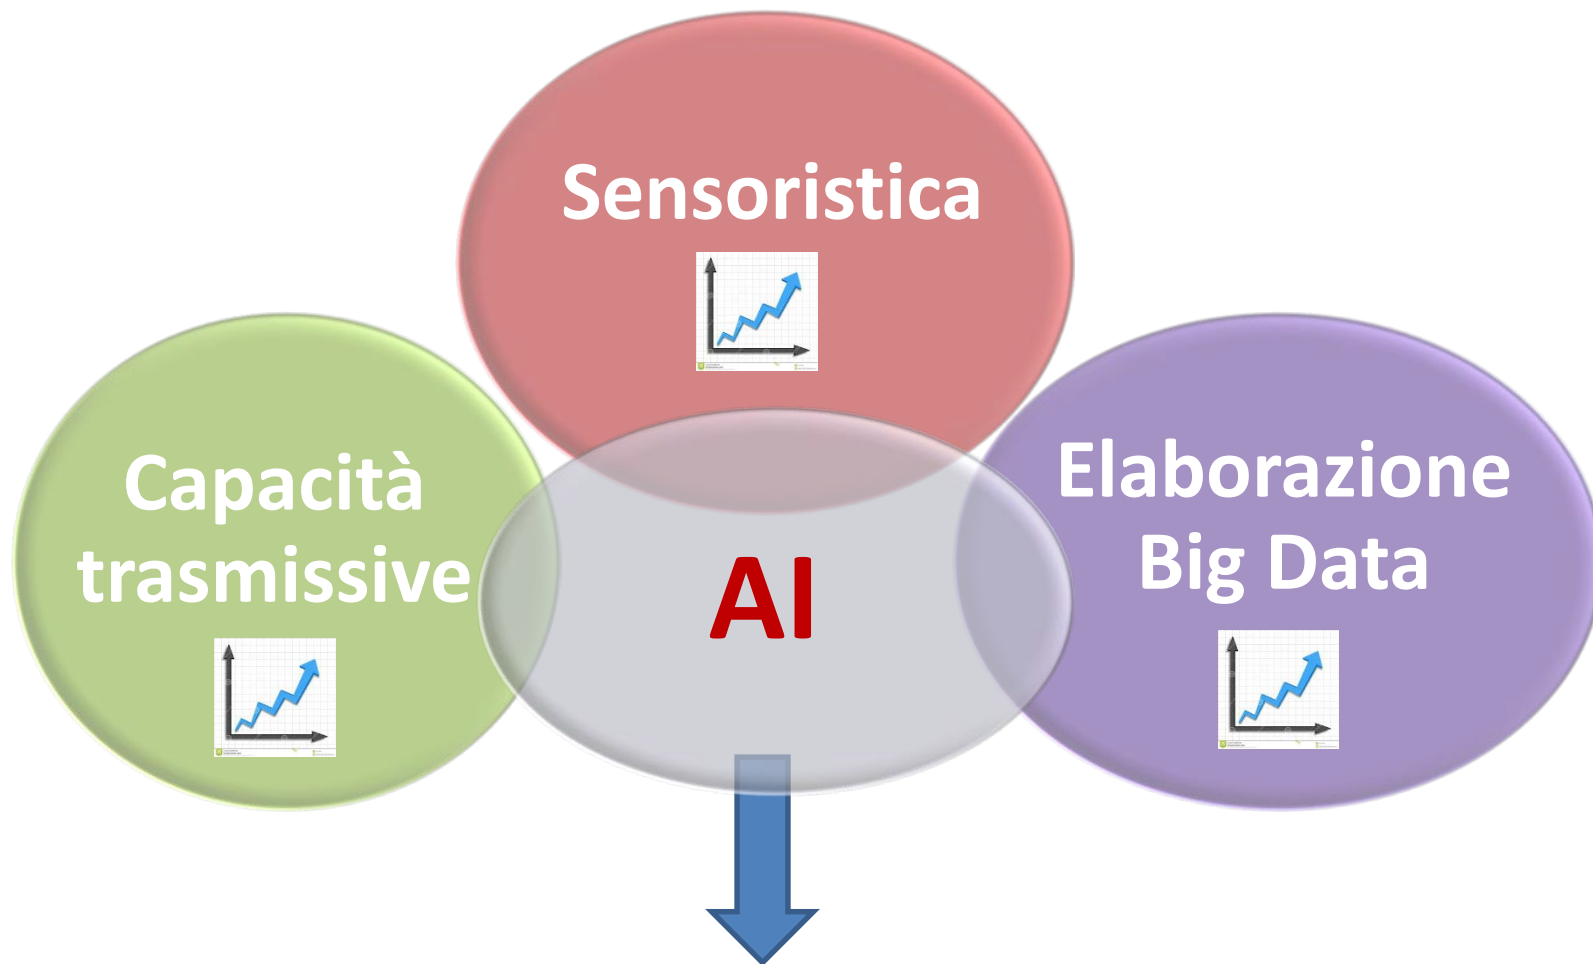 Sensoristica
Capacità
trasmissive
Elaborazione
Big Data
AI